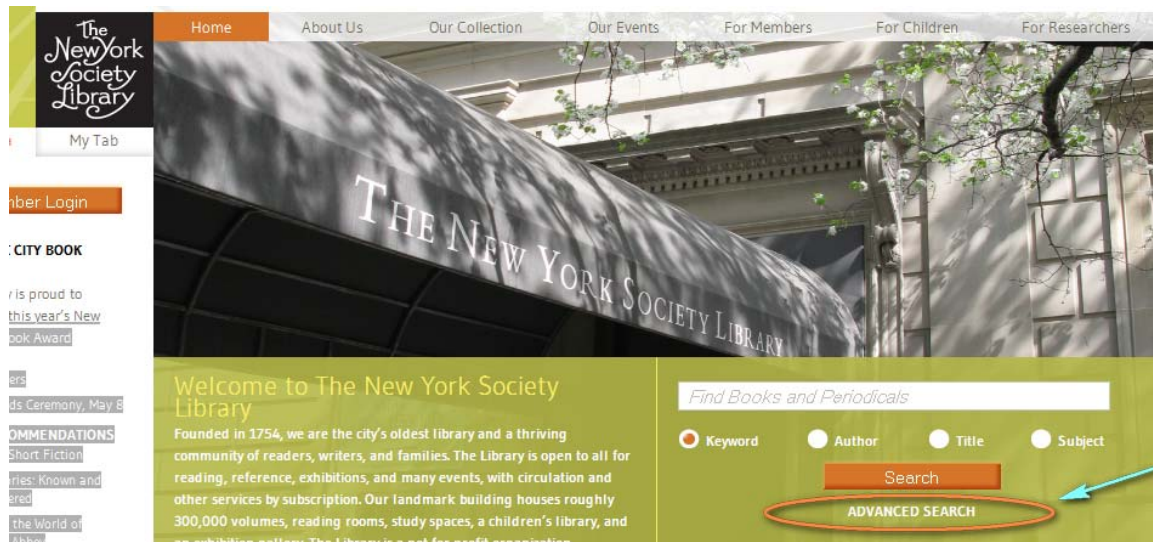 The
New York
Society
Library
Home
About Us
Our Collection
Our Events
For Members
For Children
For Researchers
My Tab
Login
CITY BOOK
is proud to
this year's New
Award
Ceremony, May 8
Short Fiction
Known and
the World of
THE NEW YORK SOCIETY LIBRARY
Welcome to The New York Society
Library
Founded in 1754, we are the city's oldest library and a thriving
community of readers, writers, and families. The Library is open to all for
reading, reference, exhibitions, and many events, with circulation and
other services by subscription. Our landmark building houses roughly
300,000 volumes, reading rooms, study spaces, a children's library, and
Find Books and Periodicals
Keyword
Author
Title
Subject
Search
ADVANCED SEARCH